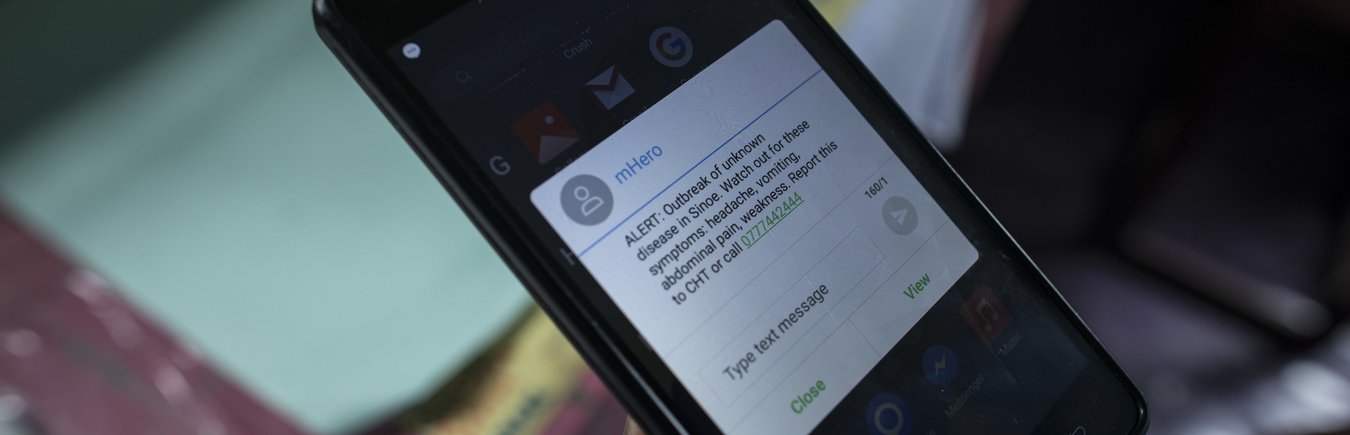 Crush
G
mHero
ALERT: Outbreak of unknown
disease in Sinoe. Watch out for these
symptoms: headache, vomiting,
abdominal pain, weakness. Report this
to CHT or call 0777442444
160/1
Type text message
Close
View
Messenger
Music